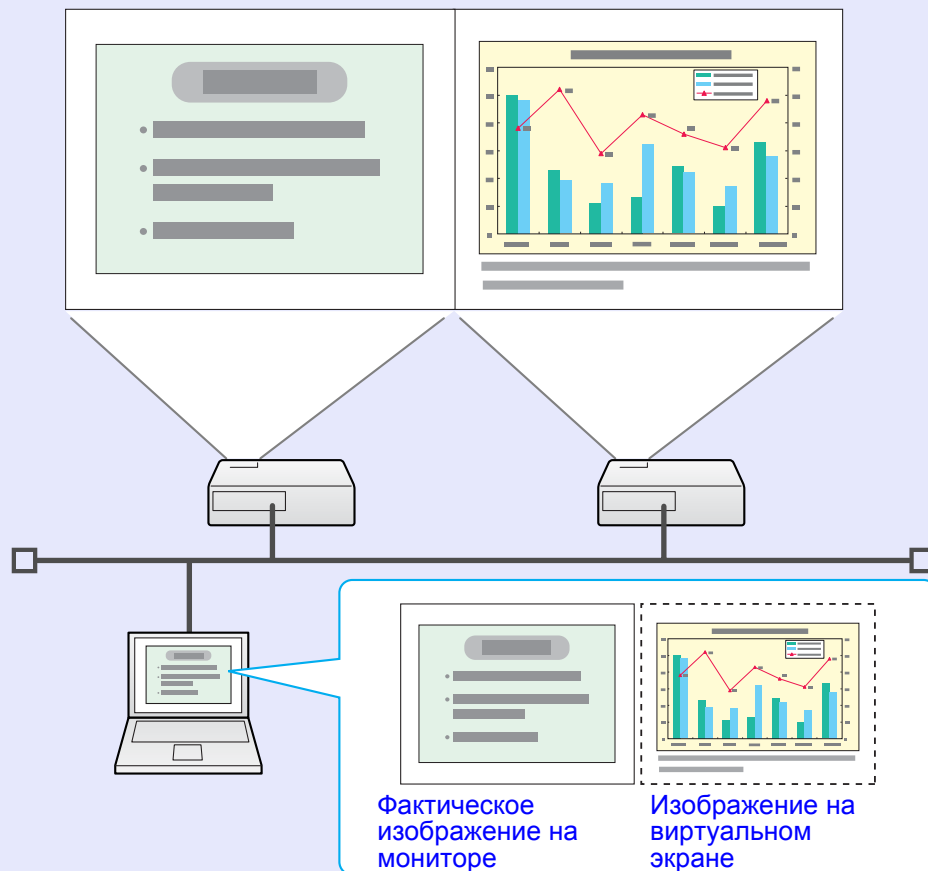 Фактическое
изображение на
мониторе
Изображение на
виртуальном
экране